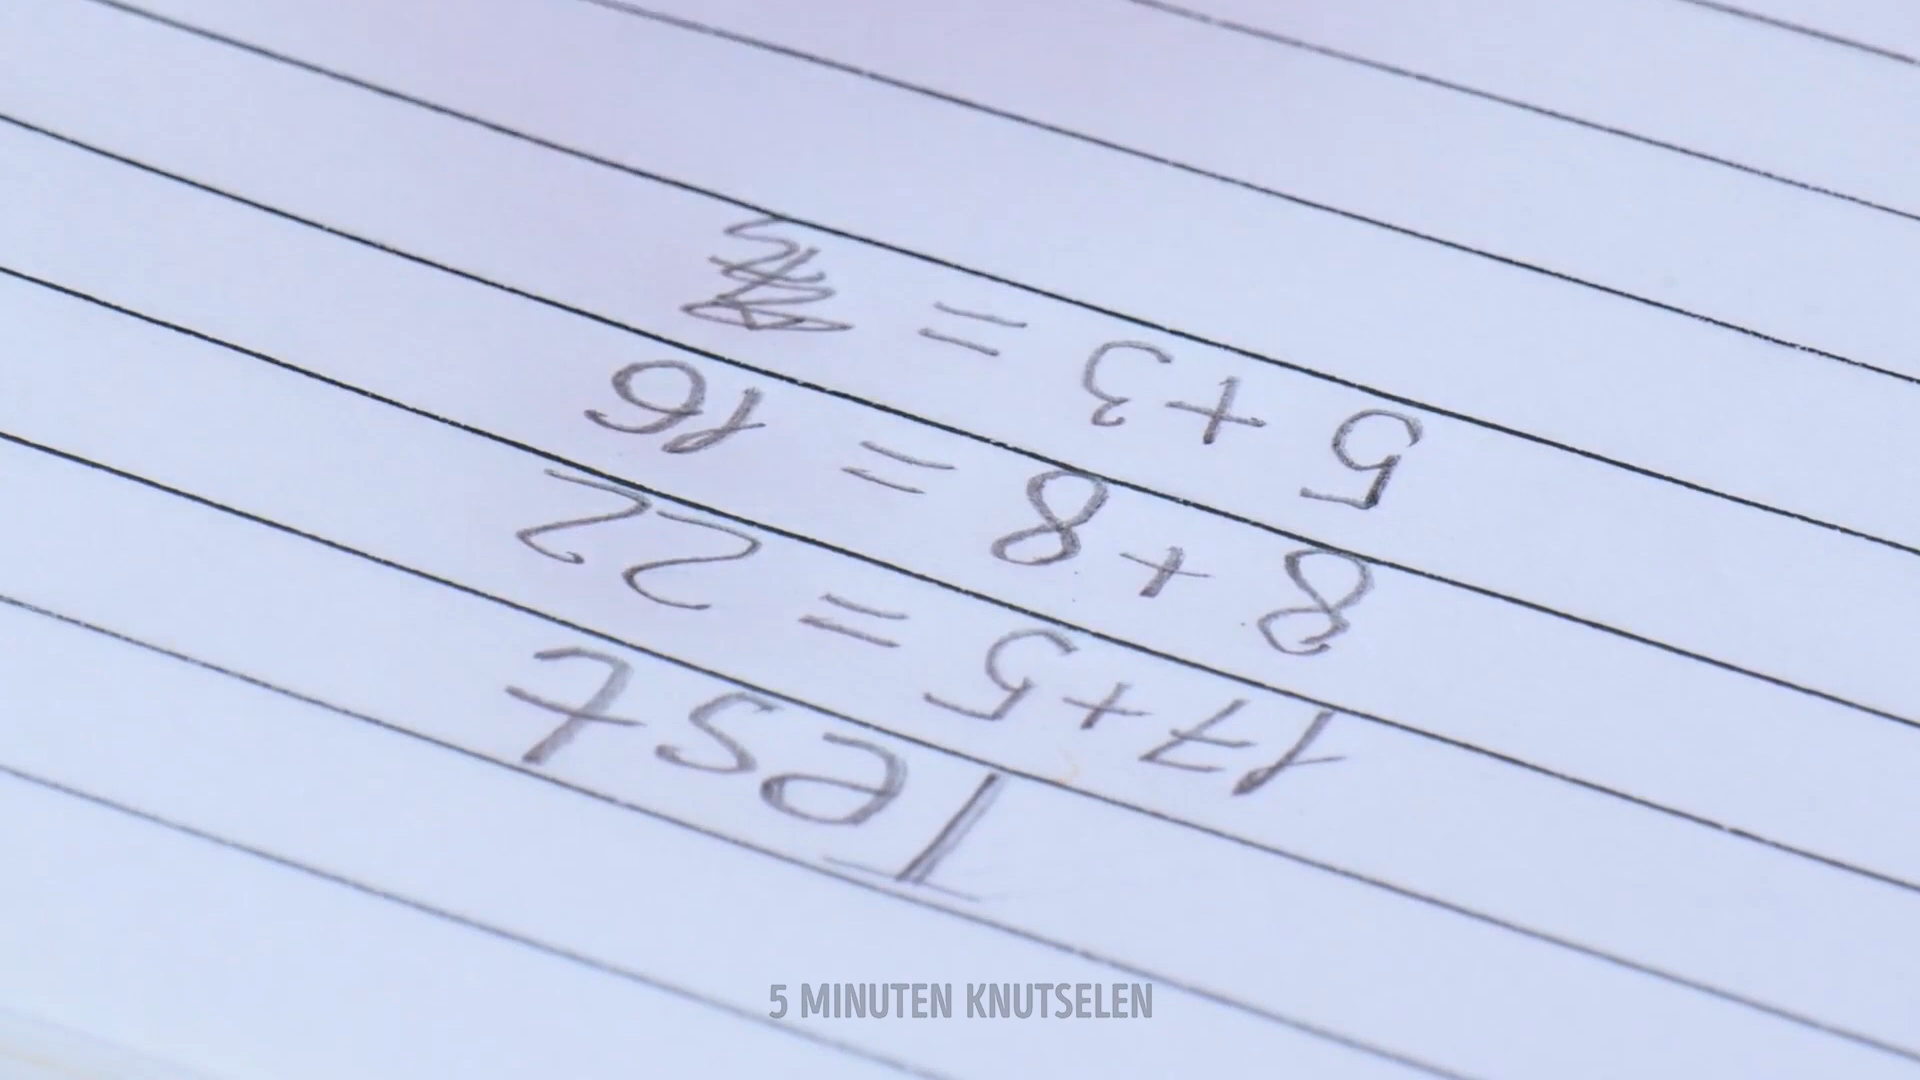 Test
17+5 = 22
8+8 = 16
5+3 =
5 MINUTEN KNUTSELEN